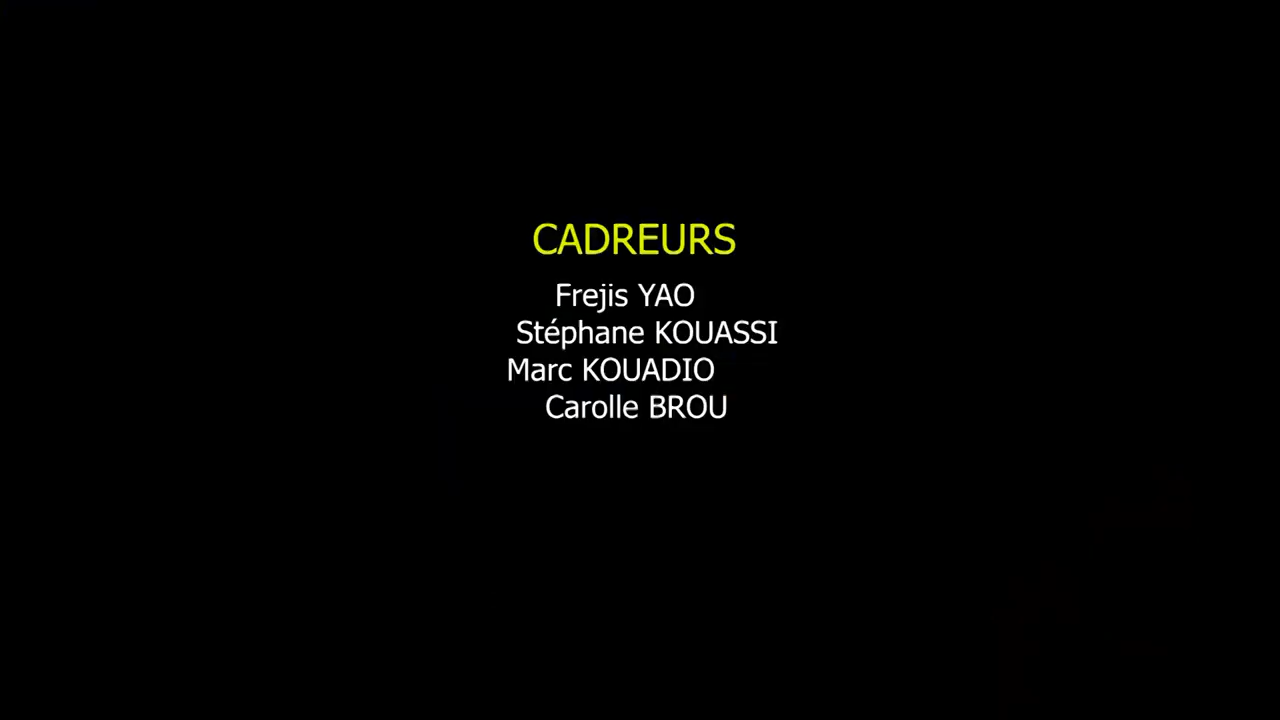 CADREURS
Frejis YAO
Stéphane KOUASSI
Marc KOUADIO
Carolle BROU